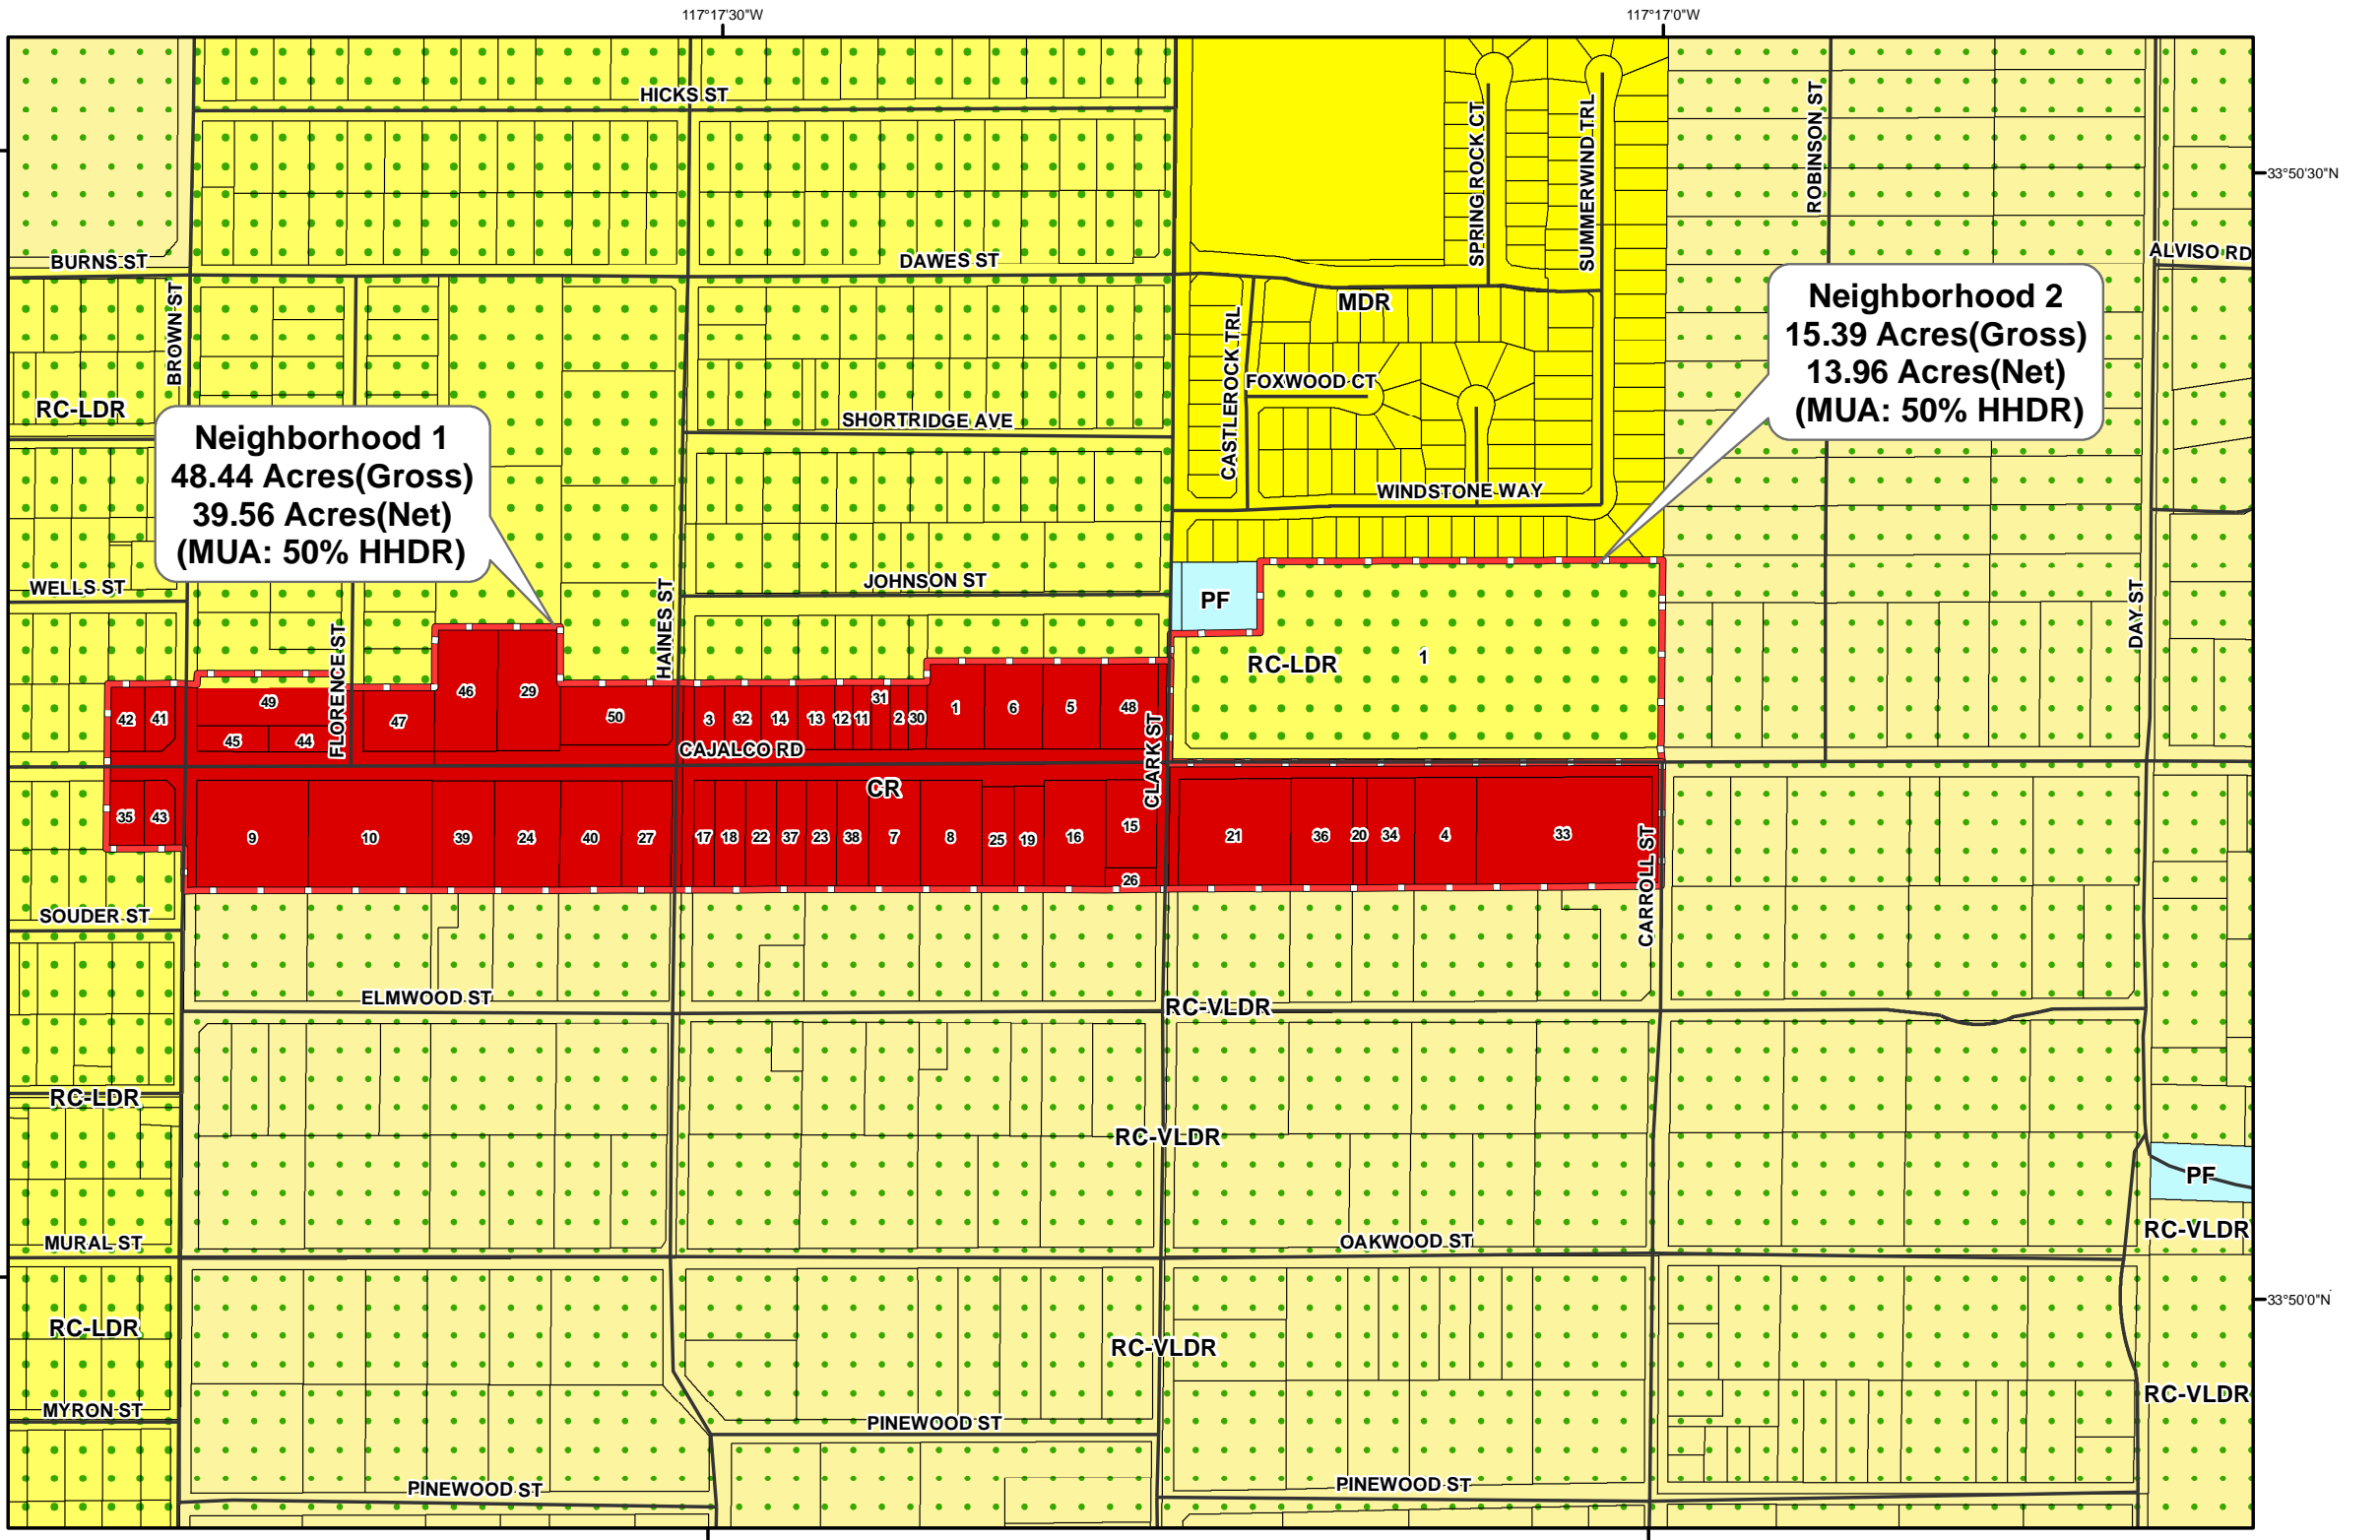 117°17'30"W
117°17'0"W
HICKS ST
SPRINGROCK CT
SUMMERWIND TRL
ROBINSON ST
33°50'30"N
BURNS ST
DAWES ST
ALVISO RD
BROWN ST
MDR
CASTLEROCK TRL
Neighborhood 2
15.39 Acres(Gross)
13.96 Acres(Net)
(MUA: 50% HHDR)
RC-LDR
FOXWOOD CT
SHORTRIDGE AVE
Neighborhood 1
48.44 Acres(Gross)
39.56 Acres(Net)
(MUA: 50% HHDR)
WINDSTONE WAY
WELLS ST
JOHNSON ST
HAINES ST
PF
DAY ST
FLORENCE ST
RC-LDR
1
42
41
49
45
44
47
46
29
50
3
32
14
13
12
11
31
2
30
1
6
5
48
CLARK ST
CAJALCO RD
CR
35
43
9
10
39
24
40
27
17
18
22
37
23
38
7
8
25
19
16
15
26
21
36
20
34
4
33
CARROLL ST
SOUDER ST
ELMWOOD ST
RC-VLDR
RC-LDR
RC-VLDR
PF
MURAL ST
OAKWOOD ST
RC-VLDR
33°50'0"N
RC-LDR
RC-VLDR
RC-VLDR
MYRON ST
PINEWOOD ST
PINEWOOD ST
PINEWOOD ST